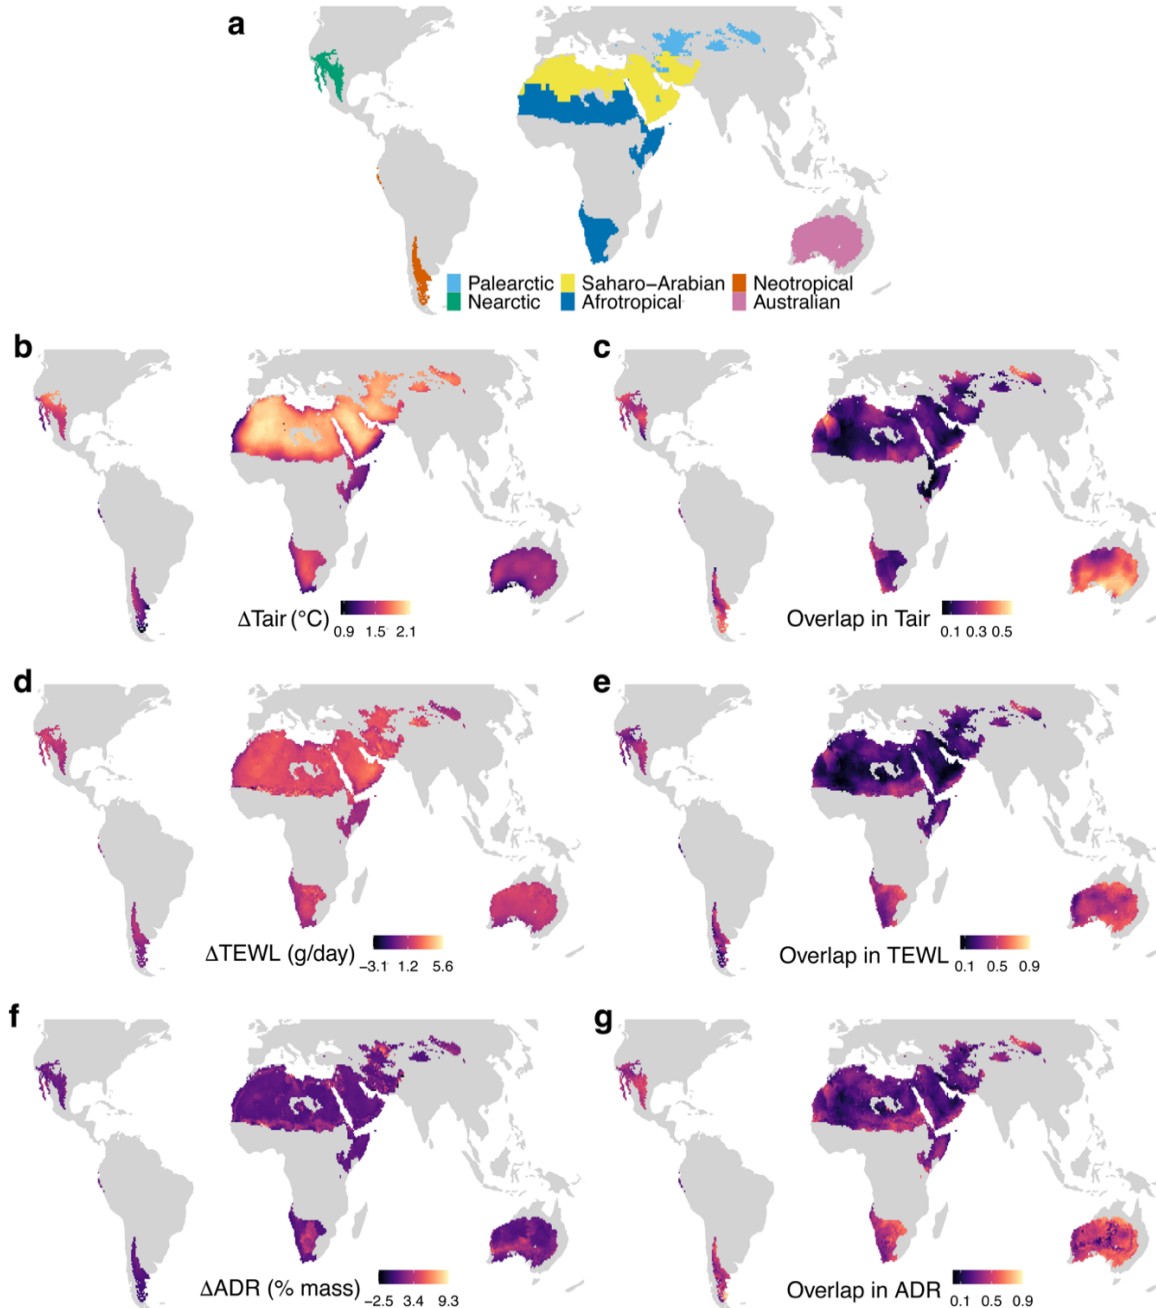 a
Palearctic Saharo−Arabian Neotropical
Nearctic Afrotropical Australian
b c
ΔTair (°C) 0.9 1.5 2.1
Overlap in Tair 0.1 0.3 0.5
d e
ΔTEWL (g/day) −3.1 1.2 5.6
Overlap in TEWL 0.1 0.5 0.9
f g
ΔADR (% mass) −2.5 3.4 9.3
Overlap in ADR 0.1 0.5 0.9